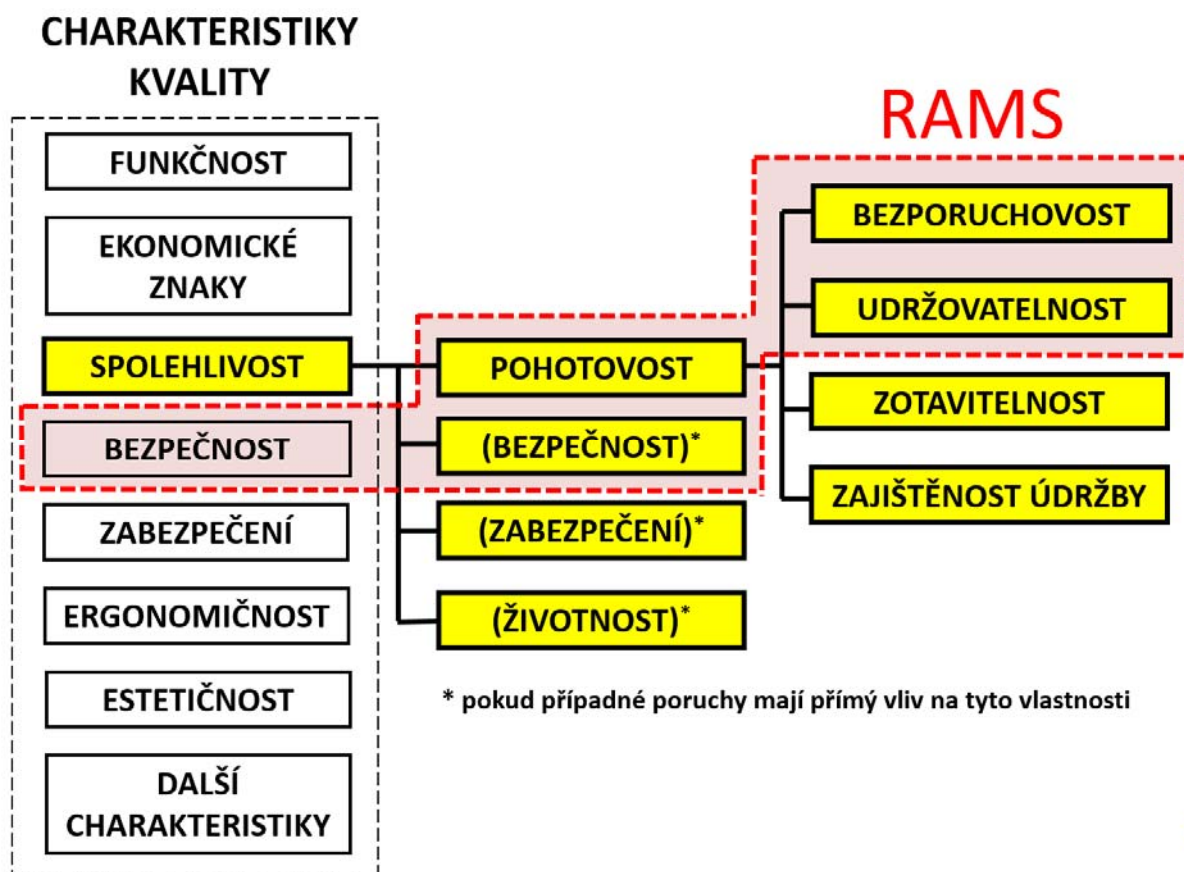 CHARAKTERISTIKY
KVALITY
FUNKČNOST
EKONOMICKÉ
ZNAKY
SPOLEHLIVOST
BEZPEČNOST
ZABEZPEČENÍ
ERGONOMIČNOST
ESTETIČNOST
DALŠÍ
CHARAKTERISTIKY
POHOTOVOST
(BEZPEČNOST)*
(ZABEZPEČENÍ)*
(ŽIVOTNOST)*
RAMS
BEZPORUCHOVOST
UDRŽOVATELNOST
ZOTAVITELNOST
ZAJIŠTĚNOST ÚDRŽBY
* pokud případné poruchy mají přímý vliv na tyto vlastnosti